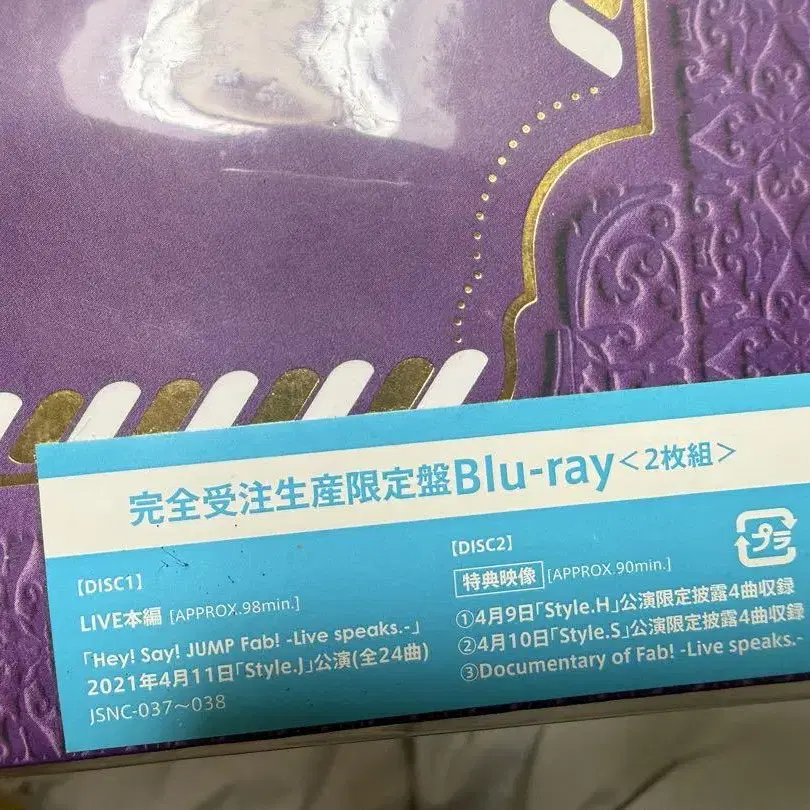 完全受注生産限定盤Blu-ray<2枚組>
【DISC1】
LIVE本編 [APPROX.98min.]
「Hey! Say! JUMP Fab! -Live speaks.-」
2021年4月11日「Style.J」公演(全24曲)
JSNC-037〜038
【DISC2】
特典映像 [APPROX.90min.]
①4月9日「Style.H」公演限定披露4曲収録
②4月10日「Style.S」公演限定披露4曲収録
③Documentary of Fab! -Live speaks.-
プラ